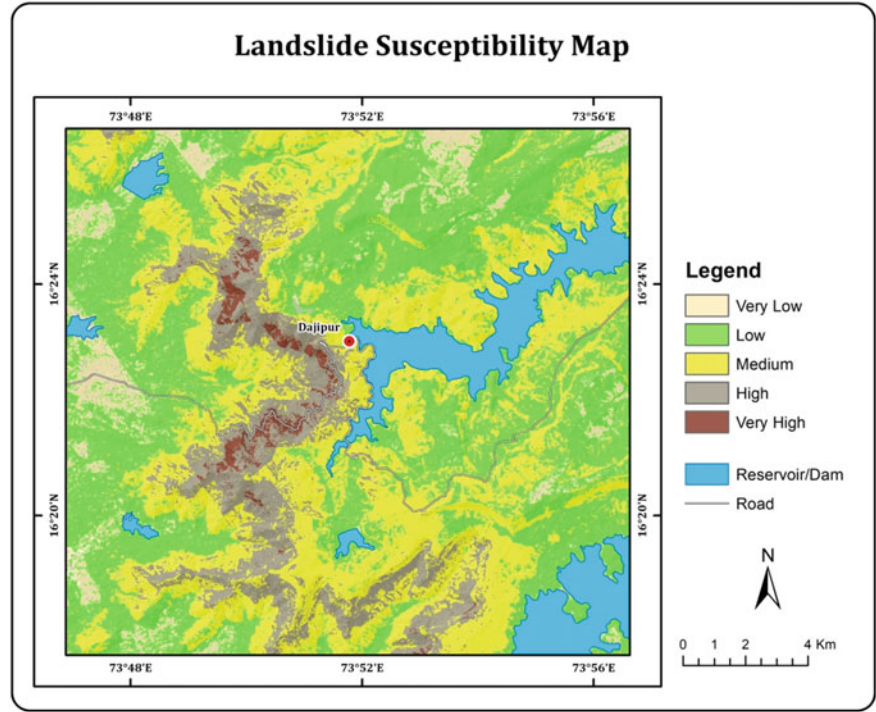 Landslide Susceptibility Map
73°48'E 73°52'E 73°56'E
16°24'N 16°24'N
Dajipur
16°20'N 16°20'N
73°48'E 73°52'E 73°56'E
Legend
Very Low
Low
Medium
High
Very High
Reservoir/Dam
Road
N
0 2 4 Km